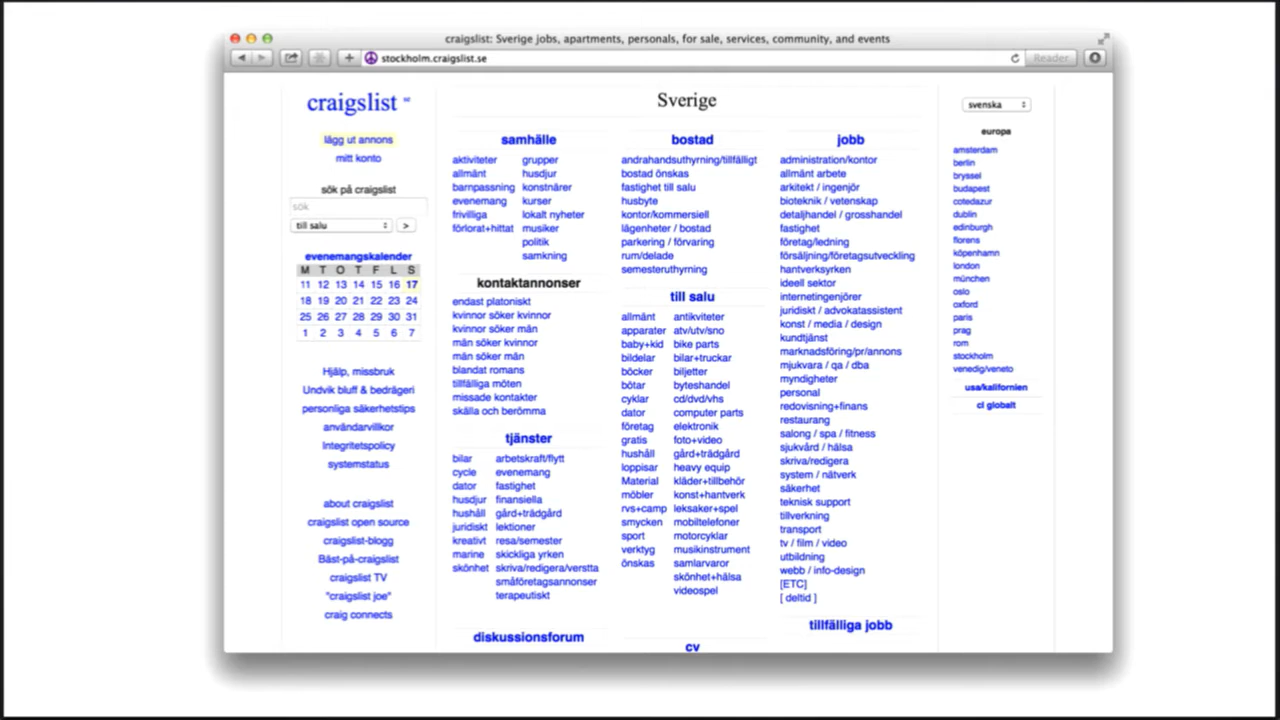 craigslist: Sverige jobs, apartments, personals, for sale, services, community, and events
stockholm.craigslist.se
Reader
craigslist se
lägg ut annons
mitt konto
sök på craigslist
sök
till salu
>
evenemangskalender
M T O T F L S
11 12 13 14 15 16 17
18 19 20 21 22 23 24
25 26 27 28 29 30 31
1 2 3 4 5 6 7
Hjälp, missbruk
Undvik bluff & bedrägeri
personliga säkerhetstips
användarvillkor
Integritetspolicy
systemstatus
about craigslist
craigslist open source
craigslist-blogg
Bäst-på-craigslist
craigslist TV
"craigslist joe"
craig connects
Sverige
samhälle
aktiviteter grupper
allmänt husdjur
barnpassning konstnärer
evenemang kurser
frivilliga lokalt nyheter
förlorat+hittat musiker
politik
samkning
kontaktannonser
endast platoniskt
kvinnor söker kvinnor
kvinnor söker män
män söker kvinnor
män söker män
blandat romans
tillfälliga möten
missade kontakter
skälla och berömma
tjänster
bilar arbetskraft/flytt
cycle evenemang
dator fastighet
husdjur finansiella
hushåll gård+trädgård
juridiskt lektioner
kreativt resa/semester
marine skickliga yrken
skönhet skriva/redigera/verstta
småföretagsannonser
terapeutiskt
diskussionsforum
bostad
andrahandsuthyrning/tillfälligt
bostad önskas
fastighet till salu
husbyte
kontor/kommersiell
lägenheter / bostad
parkering / förvaring
rum/delade
semesteruthyrning
till salu
allmänt antikviteter
apparater atv/utv/sno
baby+kid bike parts
bildelar bilar+truckar
böcker biljetter
båtar byteshandel
cyklar cd/dvd/vhs
dator computer parts
företag elektronik
gratis foto+video
hushåll gård+trädgård
loppisar heavy equip
Material kläder+tillbehör
möbler konst+hantverk
rvs+camp leksaker+spel
smycken mobiltelefoner
sport motorcyklar
verktyg musikinstrument
önskas samlarvaror
skönhet+hälsa
videospel
cv
jobb
administration/kontor
allmänt arbete
arkitekt / ingenjör
bioteknik / vetenskap
detaljhandel / grosshandel
fastighet
företag/ledning
försäljning/företagsutveckling
hantverksyrken
ideell sektor
internetingenjörer
juridiskt / advokatassistent
konst / media / design
kundtjänst
marknadsföring/pr/annons
mjukvara / qa / dba
myndigheter
personal
redovisning+finans
restaurang
salong / spa / fitness
sjukvård / hälsa
skriva/redigera
system / nätverk
säkerhet
teknisk support
tillverkning
transport
tv / film / video
utbildning
webb / info-design
[ETC]
[ deltid ]
tillfälliga jobb
svenska
europa
amsterdam
berlin
bryssel
budapest
cotedazur
dublin
edinburgh
florens
köpenhamn
london
münchen
oslo
oxford
paris
prag
rom
stockholm
venedig/veneto
usa/kalifornien
cl globalt